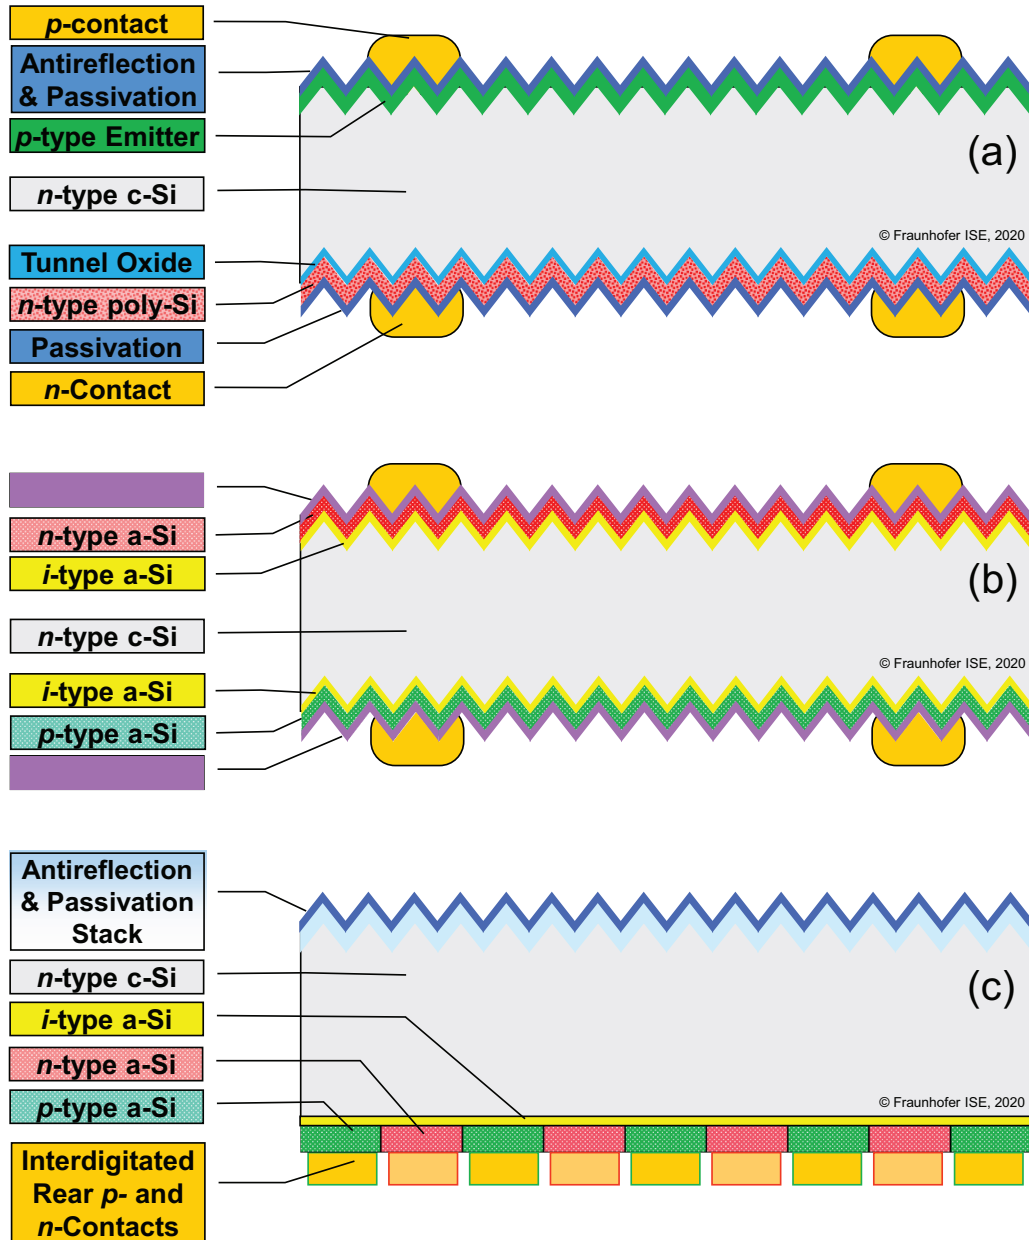 p-contact
Antireflection
& Passivation
p-type Emitter
n-type c-Si
Tunnel Oxide
n-type poly-Si
Passivation
n-Contact
(a)
© Fraunhofer ISE, 2020
n-type a-Si
i-type a-Si
n-type c-Si
i-type a-Si
p-type a-Si
(b)
© Fraunhofer ISE, 2020
Antireflection
& Passivation
Stack
n-type c-Si
i-type a-Si
n-type a-Si
p-type a-Si
Interdigitated
Rear p- and
n-Contacts
(c)
© Fraunhofer ISE, 2020